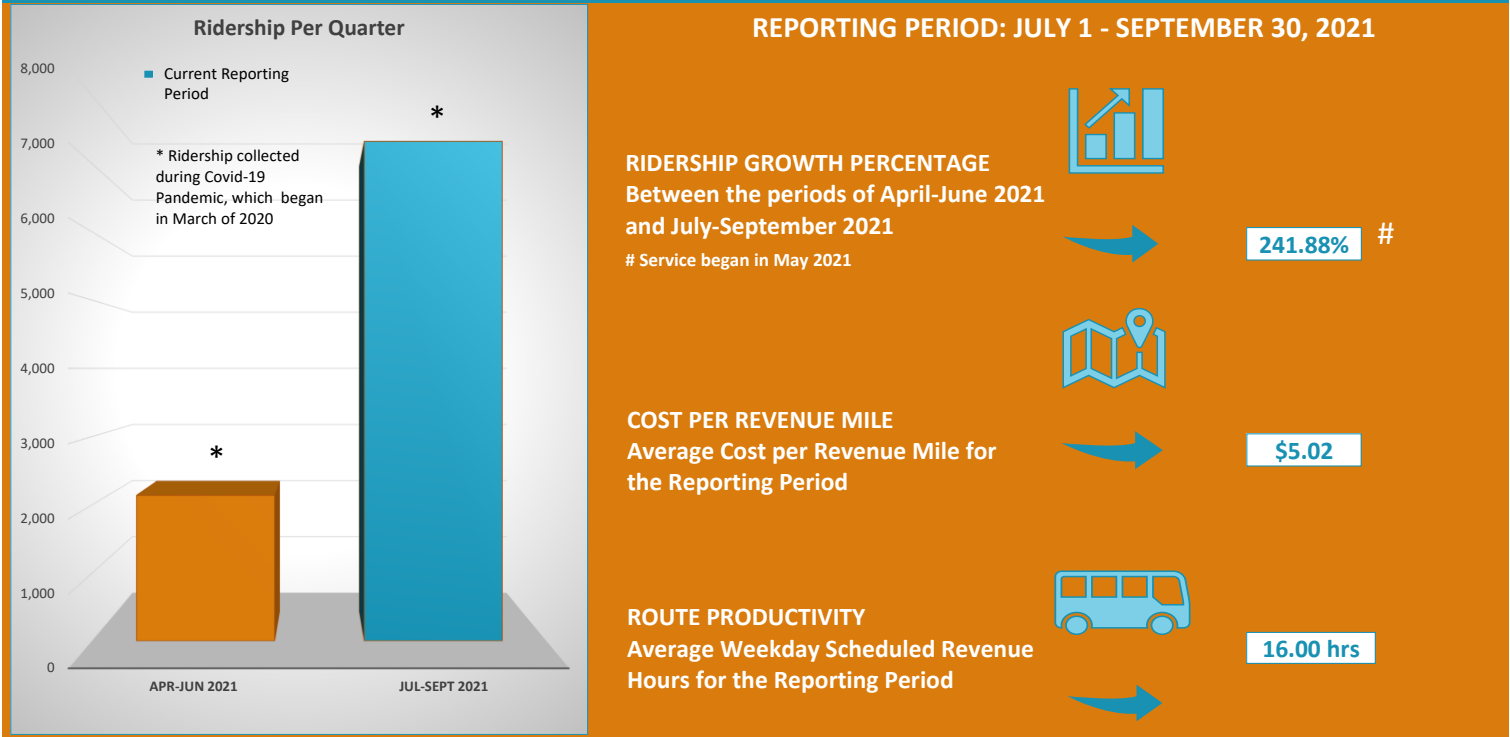 Ridership Per Quarter
8,000
7,000
6,000
5,000
4,000
3,000
2,000
1,000
0
Current Reporting
Period
* Ridership collected
during Covid-19
Pandemic, which began
in March of 2020
*
*
APR-JUN 2021
JUL-SEPT 2021
REPORTING PERIOD: JULY 1 - SEPTEMBER 30, 2021
RIDERSHIP GROWTH PERCENTAGE
Between the periods of April-June 2021
and July-September 2021
# Service began in May 2021
241.88% #
COST PER REVENUE MILE
Average Cost per Revenue Mile for
the Reporting Period
$5.02
ROUTE PRODUCTIVITY
Average Weekday Scheduled Revenue
Hours for the Reporting Period
16.00 hrs